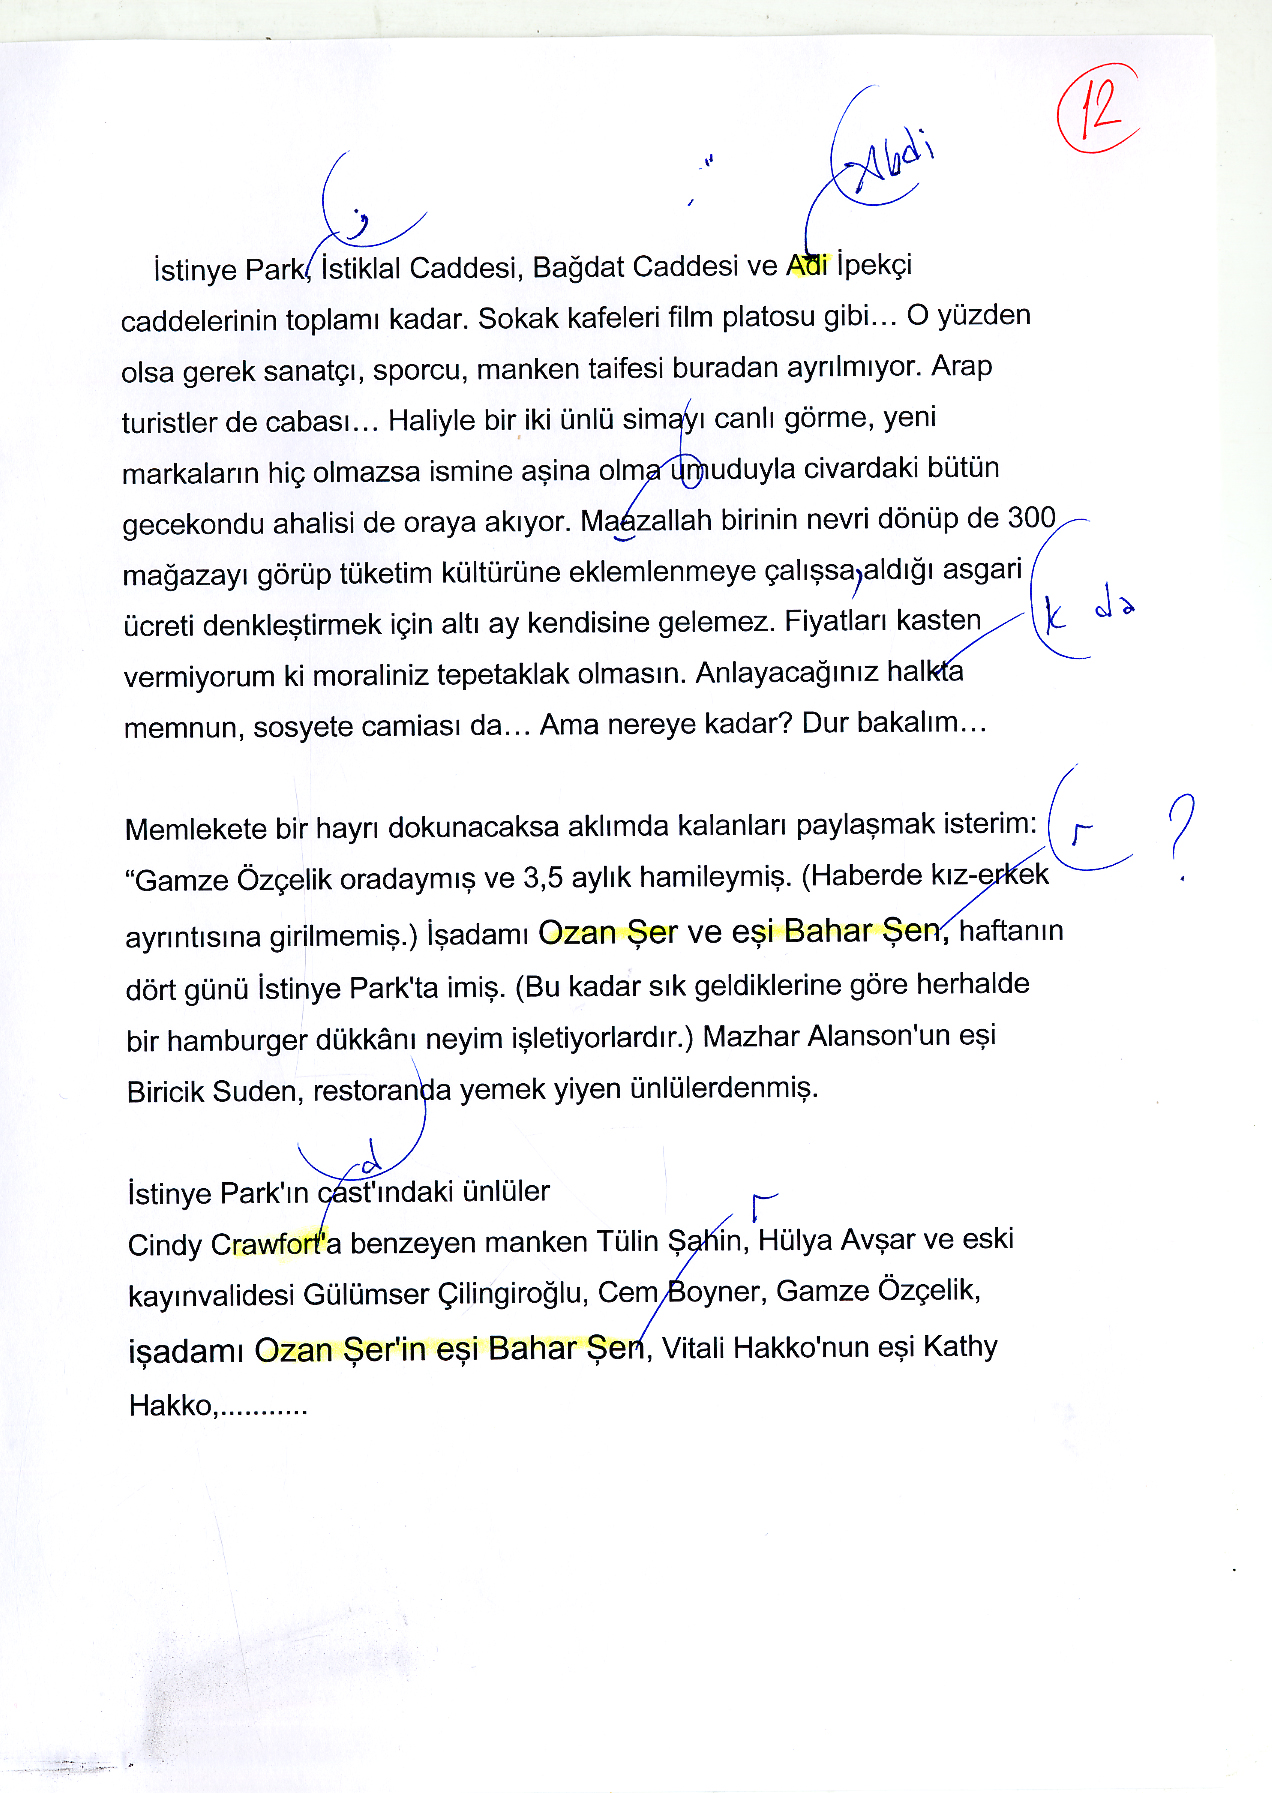 12
Abdi
;
İstinye Park, İstiklal Caddesi, Bağdat Caddesi ve Adi İpekçi
caddelerinin toplamı kadar. Sokak kafeleri film platosu gibi... O yüzden
olsa gerek sanatçı, sporcu, manken taifesi buradan ayrılmıyor. Arap
turistler de cabası... Haliyle bir iki ünlü simayı canlı görme, yeni
markaların hiç olmazsa ismine aşina olma umuduyla civardaki bütün
gecekondu ahalisi de oraya akıyor. Maazallah birinin nevri dönüp de 300
mağazayı görüp tüketim kültürüne eklemlenmeye çalışsa, aldığı asgari
ücreti denkleştirmek için altı ay kendisine gelemez. Fiyatları kasten
k da
vermiyorum ki moraliniz tepetaklak olmasın. Anlayacağınız halkta
memnun, sosyete camiası da... Ama nereye kadar? Dur bakalım...
Memlekete bir hayrı dokunacaksa aklımda kalanları paylaşmak isterim:
r ?
“Gamze Özçelik oradaymış ve 3,5 aylık hamileymiş. (Haberde kız-erkek
ayrıntısına girilmemiş.) İşadamı Ozan Şer ve eşi Bahar Şen, haftanın
dört günü İstinye Park'ta imiş. (Bu kadar sık geldiklerine göre herhalde
bir hamburger dükkânı neyim işletiyorlardır.) Mazhar Alanson'un eşi
Biricik Suden, restoranda yemek yiyen ünlülerdenmiş.
d
İstinye Park'ın cast'ındaki ünlüler
r
Cindy Crawfort'a benzeyen manken Tülin Şahin, Hülya Avşar ve eski
kayınvalidesi Gülümser Çilingiroğlu, Cem Boyner, Gamze Özçelik,
işadamı Ozan Şer'in eşi Bahar Şen, Vitali Hakko'nun eşi Kathy
Hakko,...........